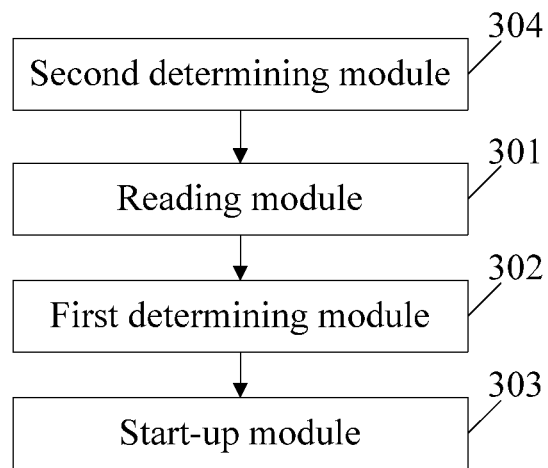 304
Second determining module
301
Reading module
302
First determining module
303
Start-up module